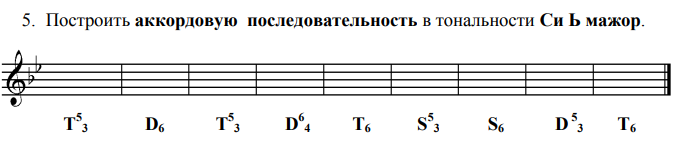 5. Построить аккордовую последовательность в тональности Си Ь мажор.
T⁵₃ D₆ T⁵₃ D⁶₄ T₆ S⁵₃ S₆ D⁵₃ T₆